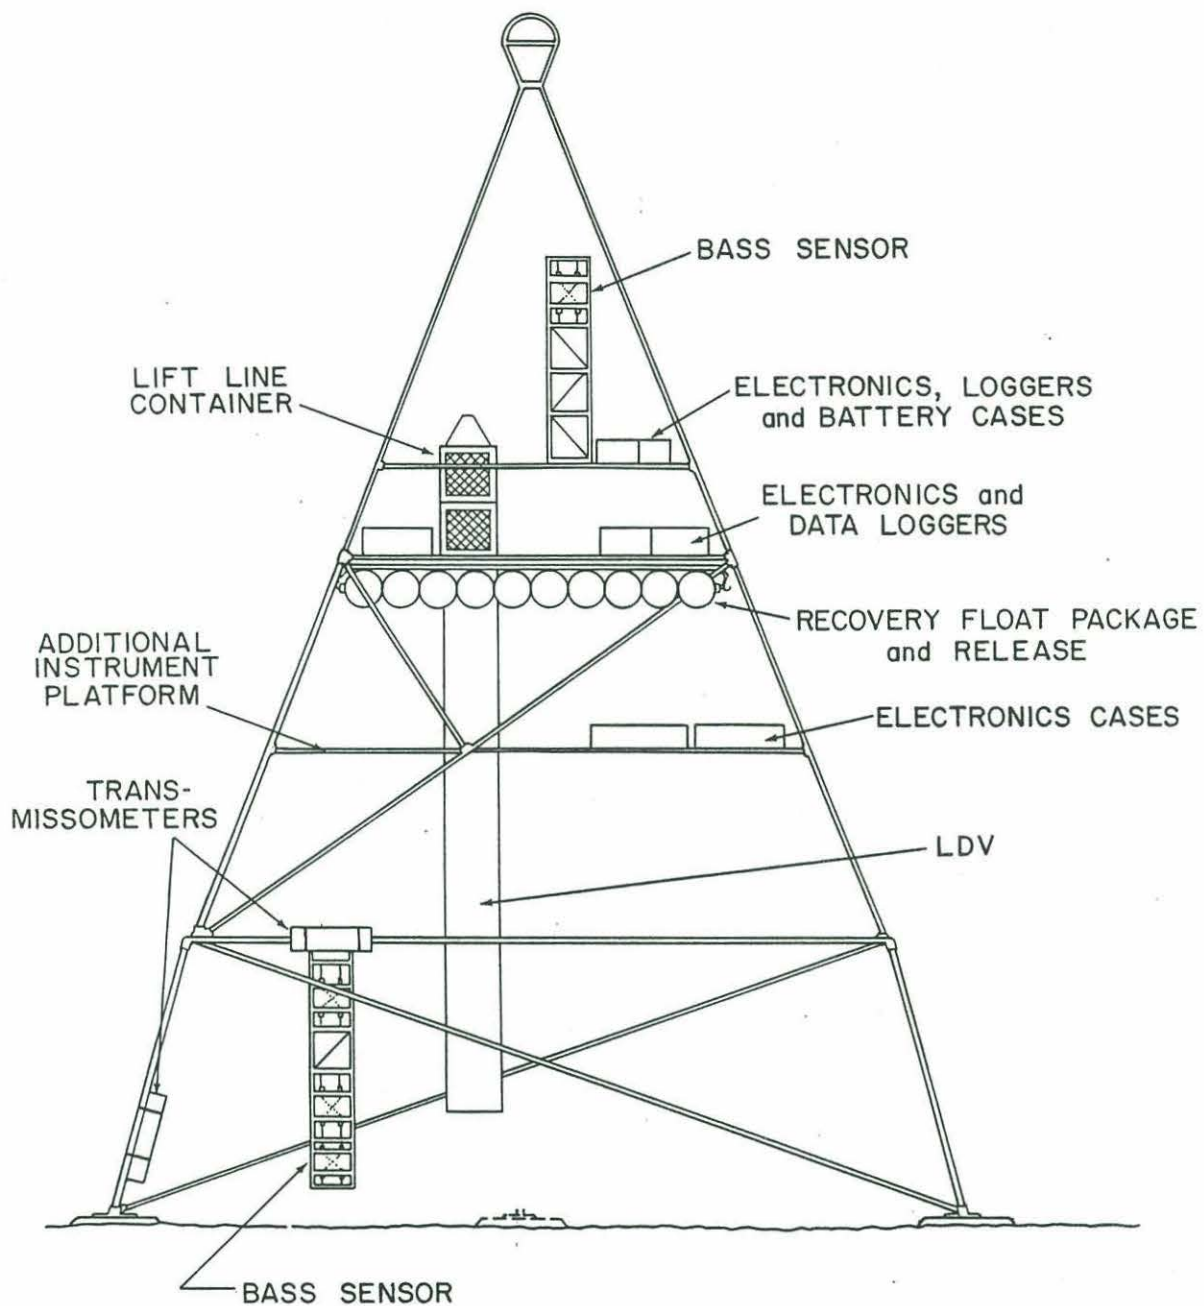 BASS SENSOR
LIFT LINE
CONTAINER
ELECTRONICS, LOGGERS
and BATTERY CASES
ELECTRONICS and
DATA LOGGERS
RECOVERY FLOAT PACKAGE
and RELEASE
ADDITIONAL
INSTRUMENT
PLATFORM
ELECTRONICS CASES
TRANS-
MISSOMETERS
LDV
BASS SENSOR